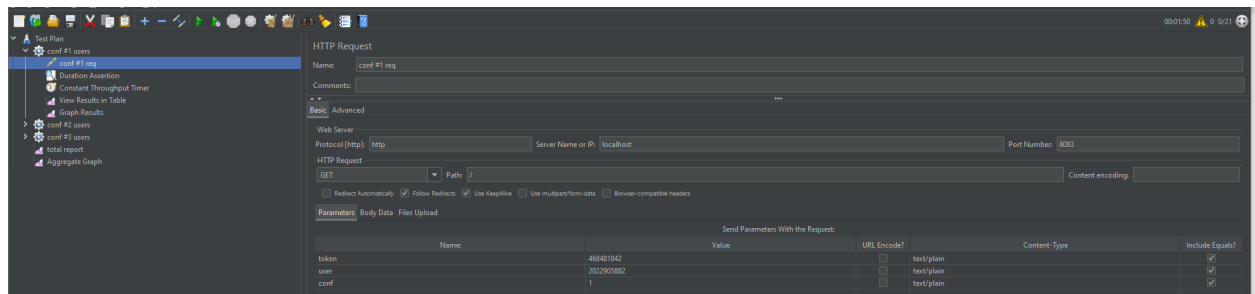 00:01:50 0 0/21
Test Plan
conf #1 users
conf #1 req
Duration Assertion
Constant Throughput Timer
View Results in Table
Graph Results
conf #2 users
conf #3 users
total report
Aggregate Graph
HTTP Request
Name: conf #1 req
Comments:
Basic Advanced
Web Server
Protocol [http]: http Server Name or IP: localhost Port Number: 8083
HTTP Request
GET Path: / Content encoding:
Redirect Automatically Follow Redirects Use KeepAlive Use multipart/form-data Browser-compatible headers
Parameters Body Data Files Upload
Send Parameters With the Request:
Name: Value URL Encode? Content-Type Include Equals?
token 468481842 text/plain
user 2022905882 text/plain
conf 1 text/plain